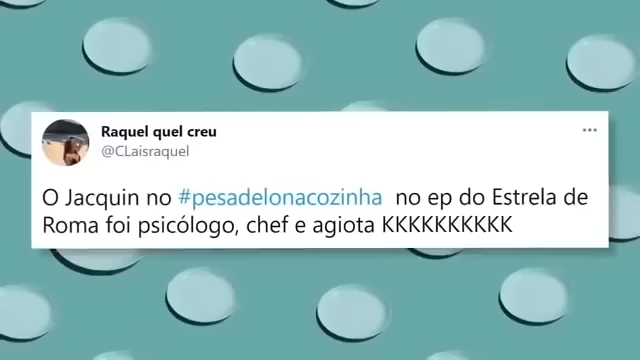 Raquel quel creu
@CLaisraquel
O Jacquin no #pesadelonacozinha no ep do Estrela de
Roma foi psicólogo, chef e agiota KKKKKKKKKK